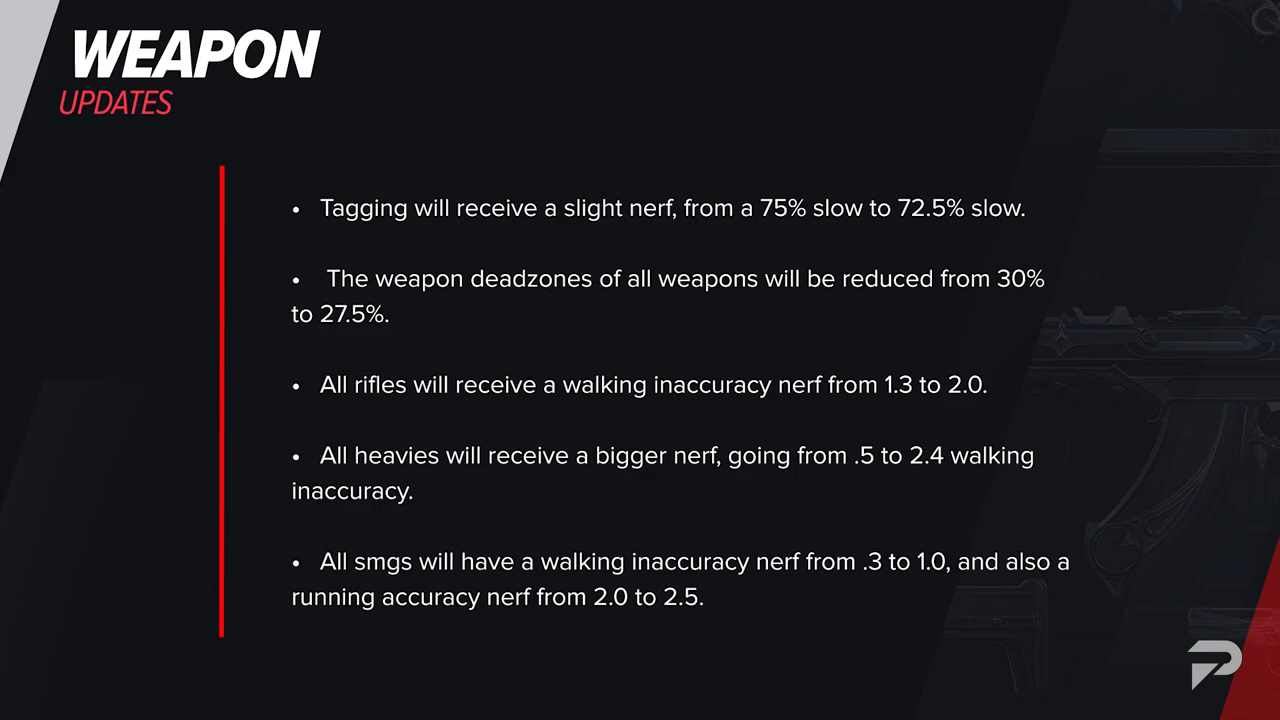 WEAPON
UPDATES
• Tagging will receive a slight nerf, from a 75% slow to 72.5% slow.
• The weapon deadzones of all weapons will be reduced from 30%
to 27.5%.
• All rifles will receive a walking inaccuracy nerf from 1.3 to 2.0.
• All heavies will receive a bigger nerf, going from .5 to 2.4 walking
inaccuracy.
• All smgs will have a walking inaccuracy nerf from .3 to 1.0, and also a
running accuracy nerf from 2.0 to 2.5.